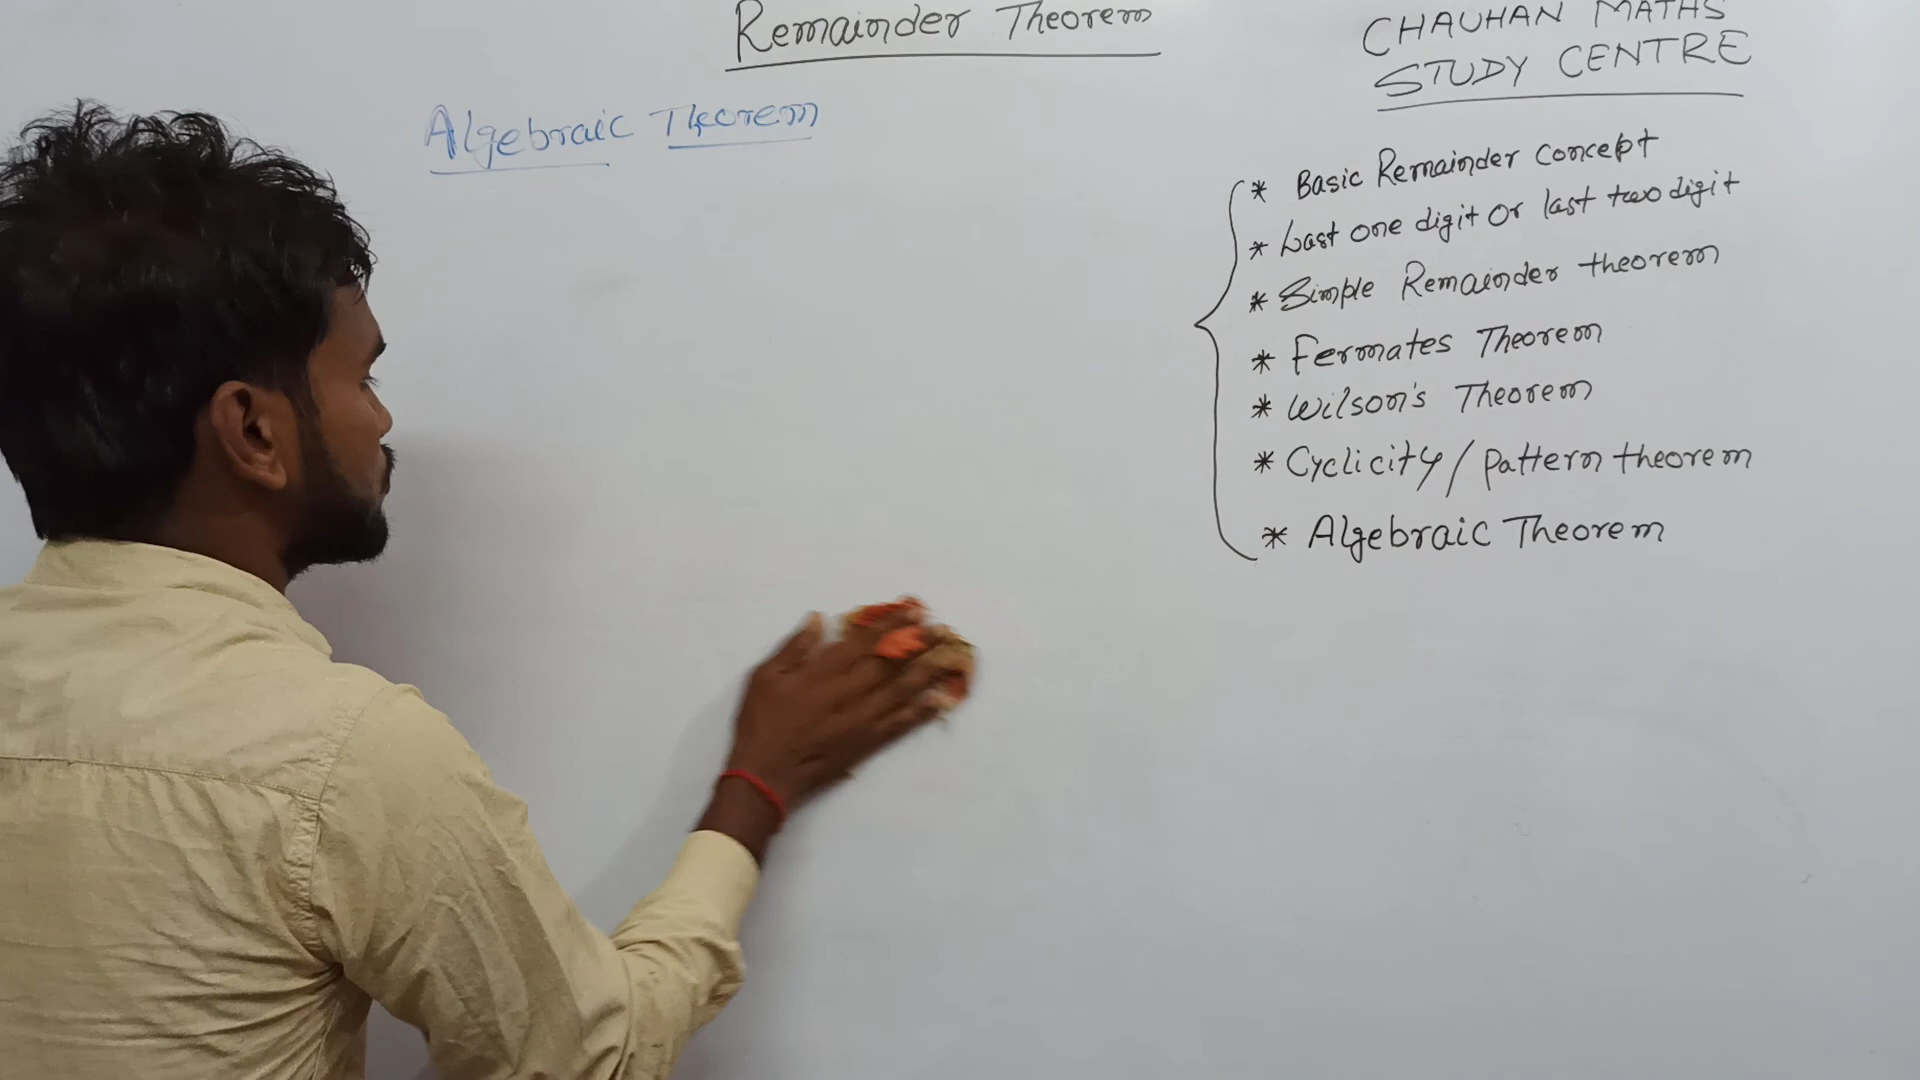 Remainder Theorem
CHAUHAN MATHS
STUDY CENTRE
Algebraic Theorem
* Basic Remainder concept
* Last one digit or last two digit
* Simple Remainder theorem
* Fermates Theorem
* Wilson's Theorem
* Cyclicity / pattern theorem
* Algebraic Theorem